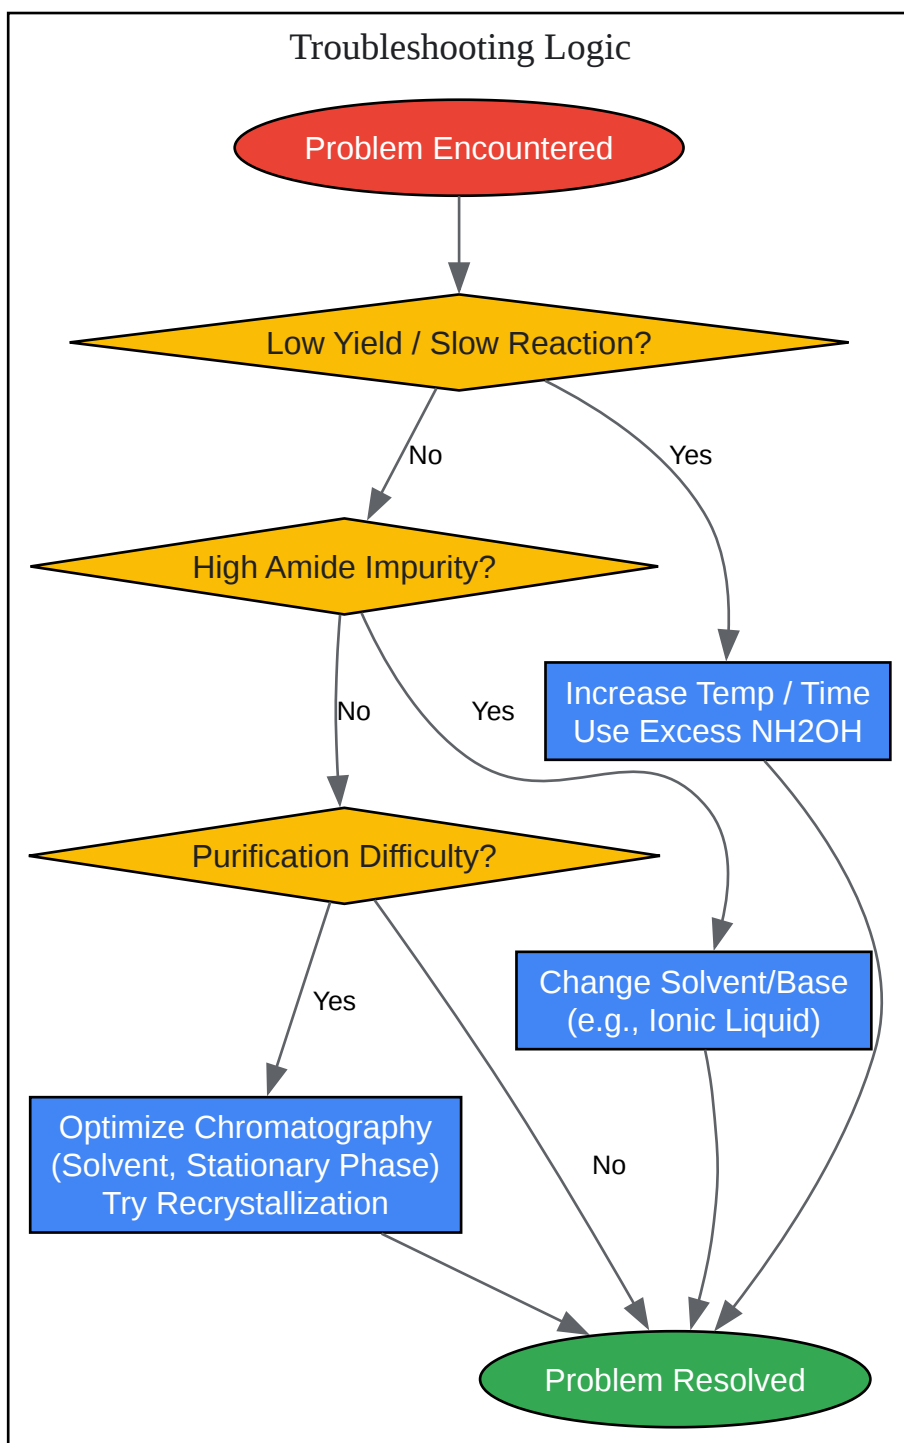 Troubleshooting Logic
Problem Encountered
Low Yield / Slow Reaction?
No
Yes
High Amide Impurity?
Increase Temp / Time
Use Excess NH2OH
No
Yes
Purification Difficulty?
Change Solvent/Base
(e.g., Ionic Liquid)
Yes
Optimize Chromatography
(Solvent, Stationary Phase)
Try Recrystallization
No
Problem Resolved